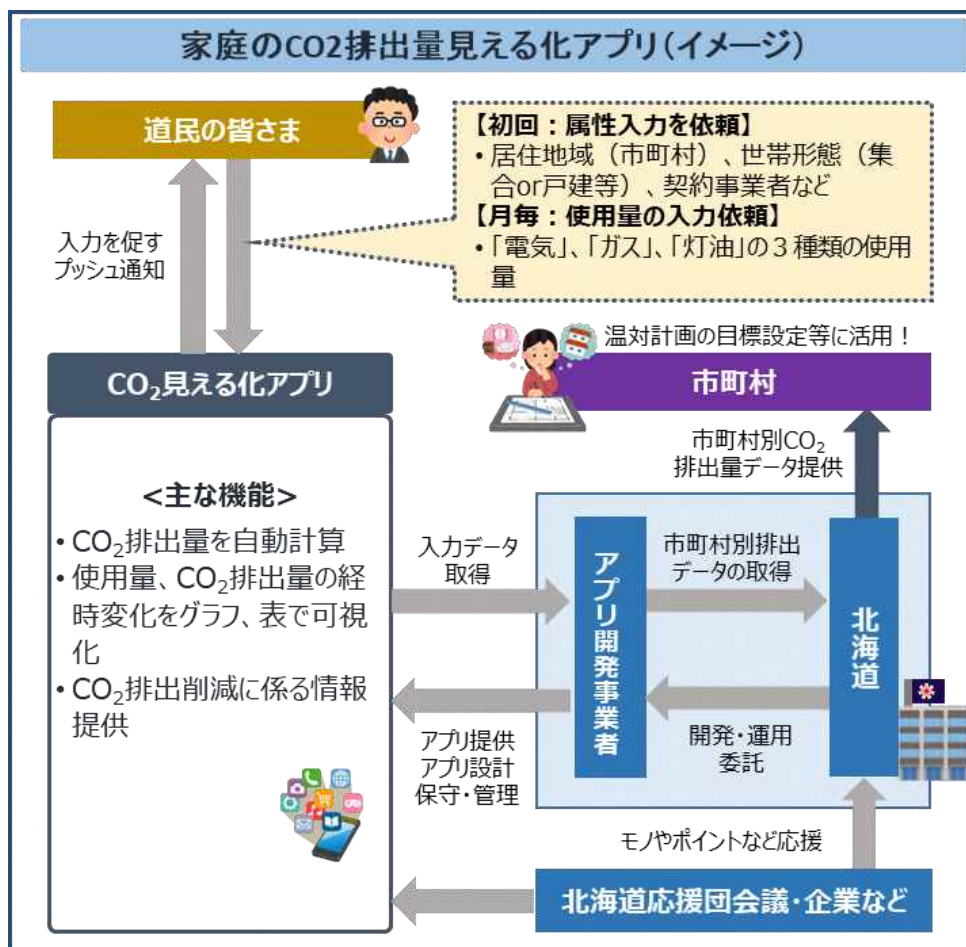 家庭のCO2排出量見える化アプリ(イメージ)
道民の皆さま
【初回：属性入力を依頼】
・居住地域（市町村）、世帯形態（集
合or戸建等）、契約事業者など
【月毎：使用量の入力依頼】
・「電気」、「ガス」、「灯油」の３種類の使用
量
入力を促す
プッシュ通知
温対計画の目標設定等に活用！
市町村
CO₂見える化アプリ
市町村別CO₂
排出量データ提供
<主な機能>
・CO₂排出量を自動計算
・使用量、CO₂排出量の経
時変化をグラフ、表で可視
化
・CO₂排出削減に係る情報
提供
入力データ
取得
アプリ開発事業者
市町村別排出
データの取得
北海道
アプリ提供
アプリ設計
保守・管理
開発・運用
委託
モノやポイントなど応援
北海道応援団会議・企業など